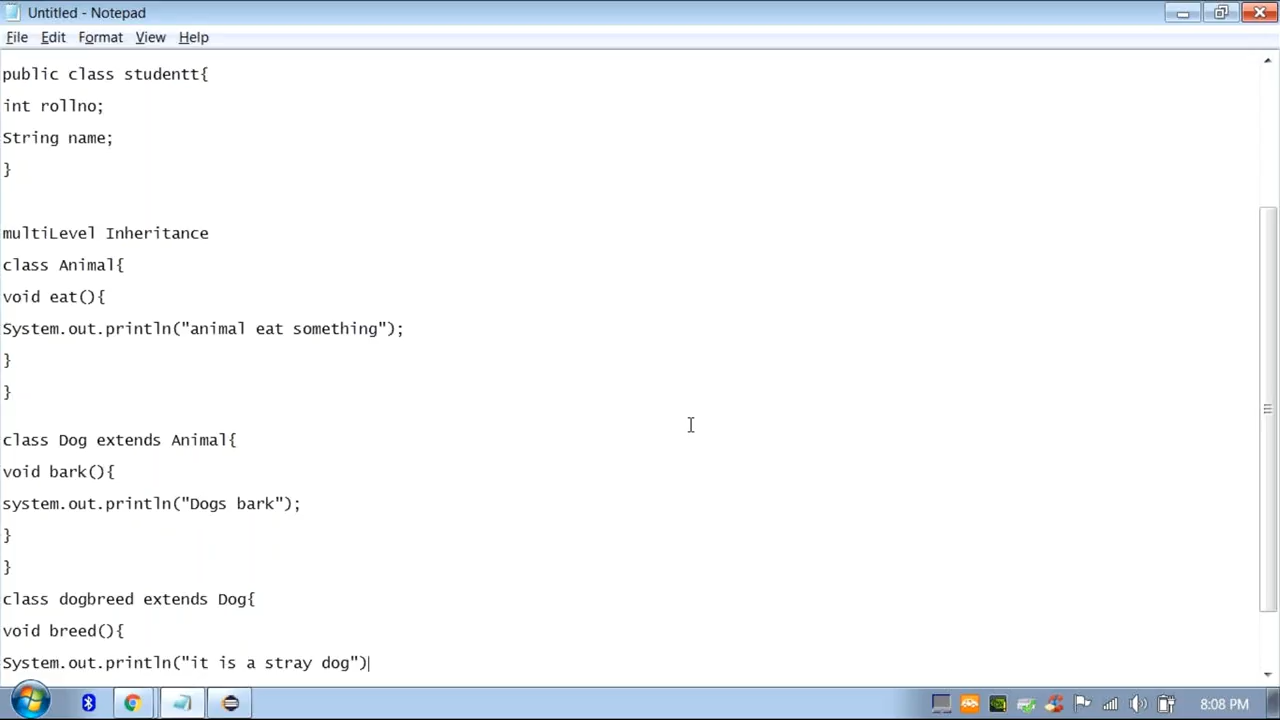 Untitled - Notepad
File Edit Format View Help
public class studentt{
int rollno;
String name;
}
multiLevel Inheritance
class Animal{
void eat(){
System.out.println("animal eat something");
}
}
class Dog extends Animal{
void bark(){
system.out.println("Dogs bark");
}
}
class dogbreed extends Dog{
void breed(){
System.out.println("it is a stray dog")
8:08 PM